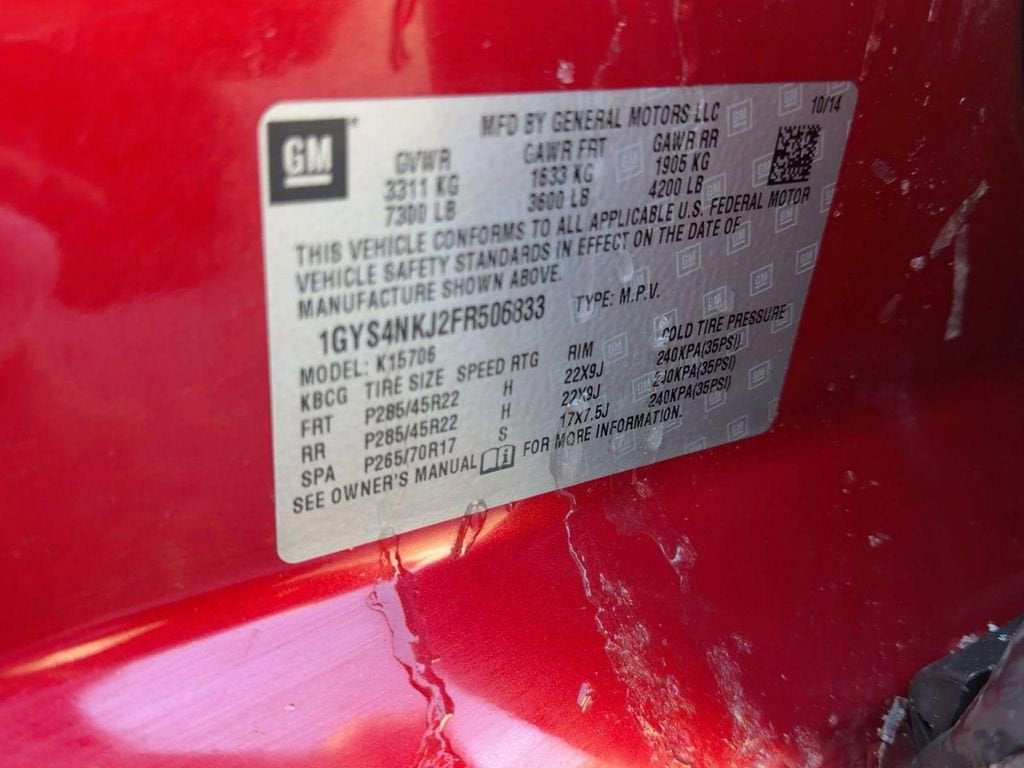 GM
MFD BY GENERAL MOTORS LLC 10/14
GVWR GAWR FRT GAWR RR
3311 KG 1633 KG 1905 KG
7300 LB 3600 LB 4200 LB
THIS VEHICLE CONFORMS TO ALL APPLICABLE U.S. FEDERAL MOTOR
VEHICLE SAFETY STANDARDS IN EFFECT ON THE DATE OF
MANUFACTURE SHOWN ABOVE.
1GYS4NKJ2FR506833 TYPE: M.P.V.
MODEL: K15706
KBCG TIRE SIZE SPEED RTG RIM COLD TIRE PRESSURE
FRT P285/45R22 H 22X9J 240KPA(35PSI)
RR P285/45R22 H 22X9J 240KPA(35PSI)
SPA P265/70R17 S 17X7.5J 240KPA(35PSI)
SEE OWNER'S MANUAL FOR MORE INFORMATION.